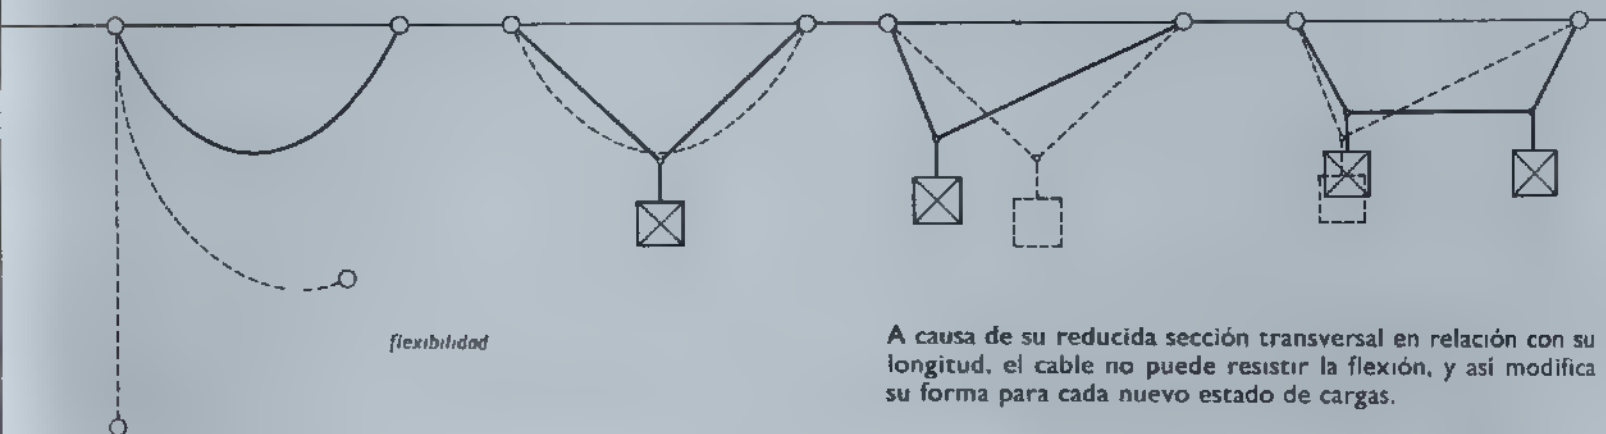 flexibilidad
A causa de su reducida sección transversal en relación con su
longitud, el cable no puede resistir la flexión, y así modifica
su forma para cada nuevo estado de cargas.